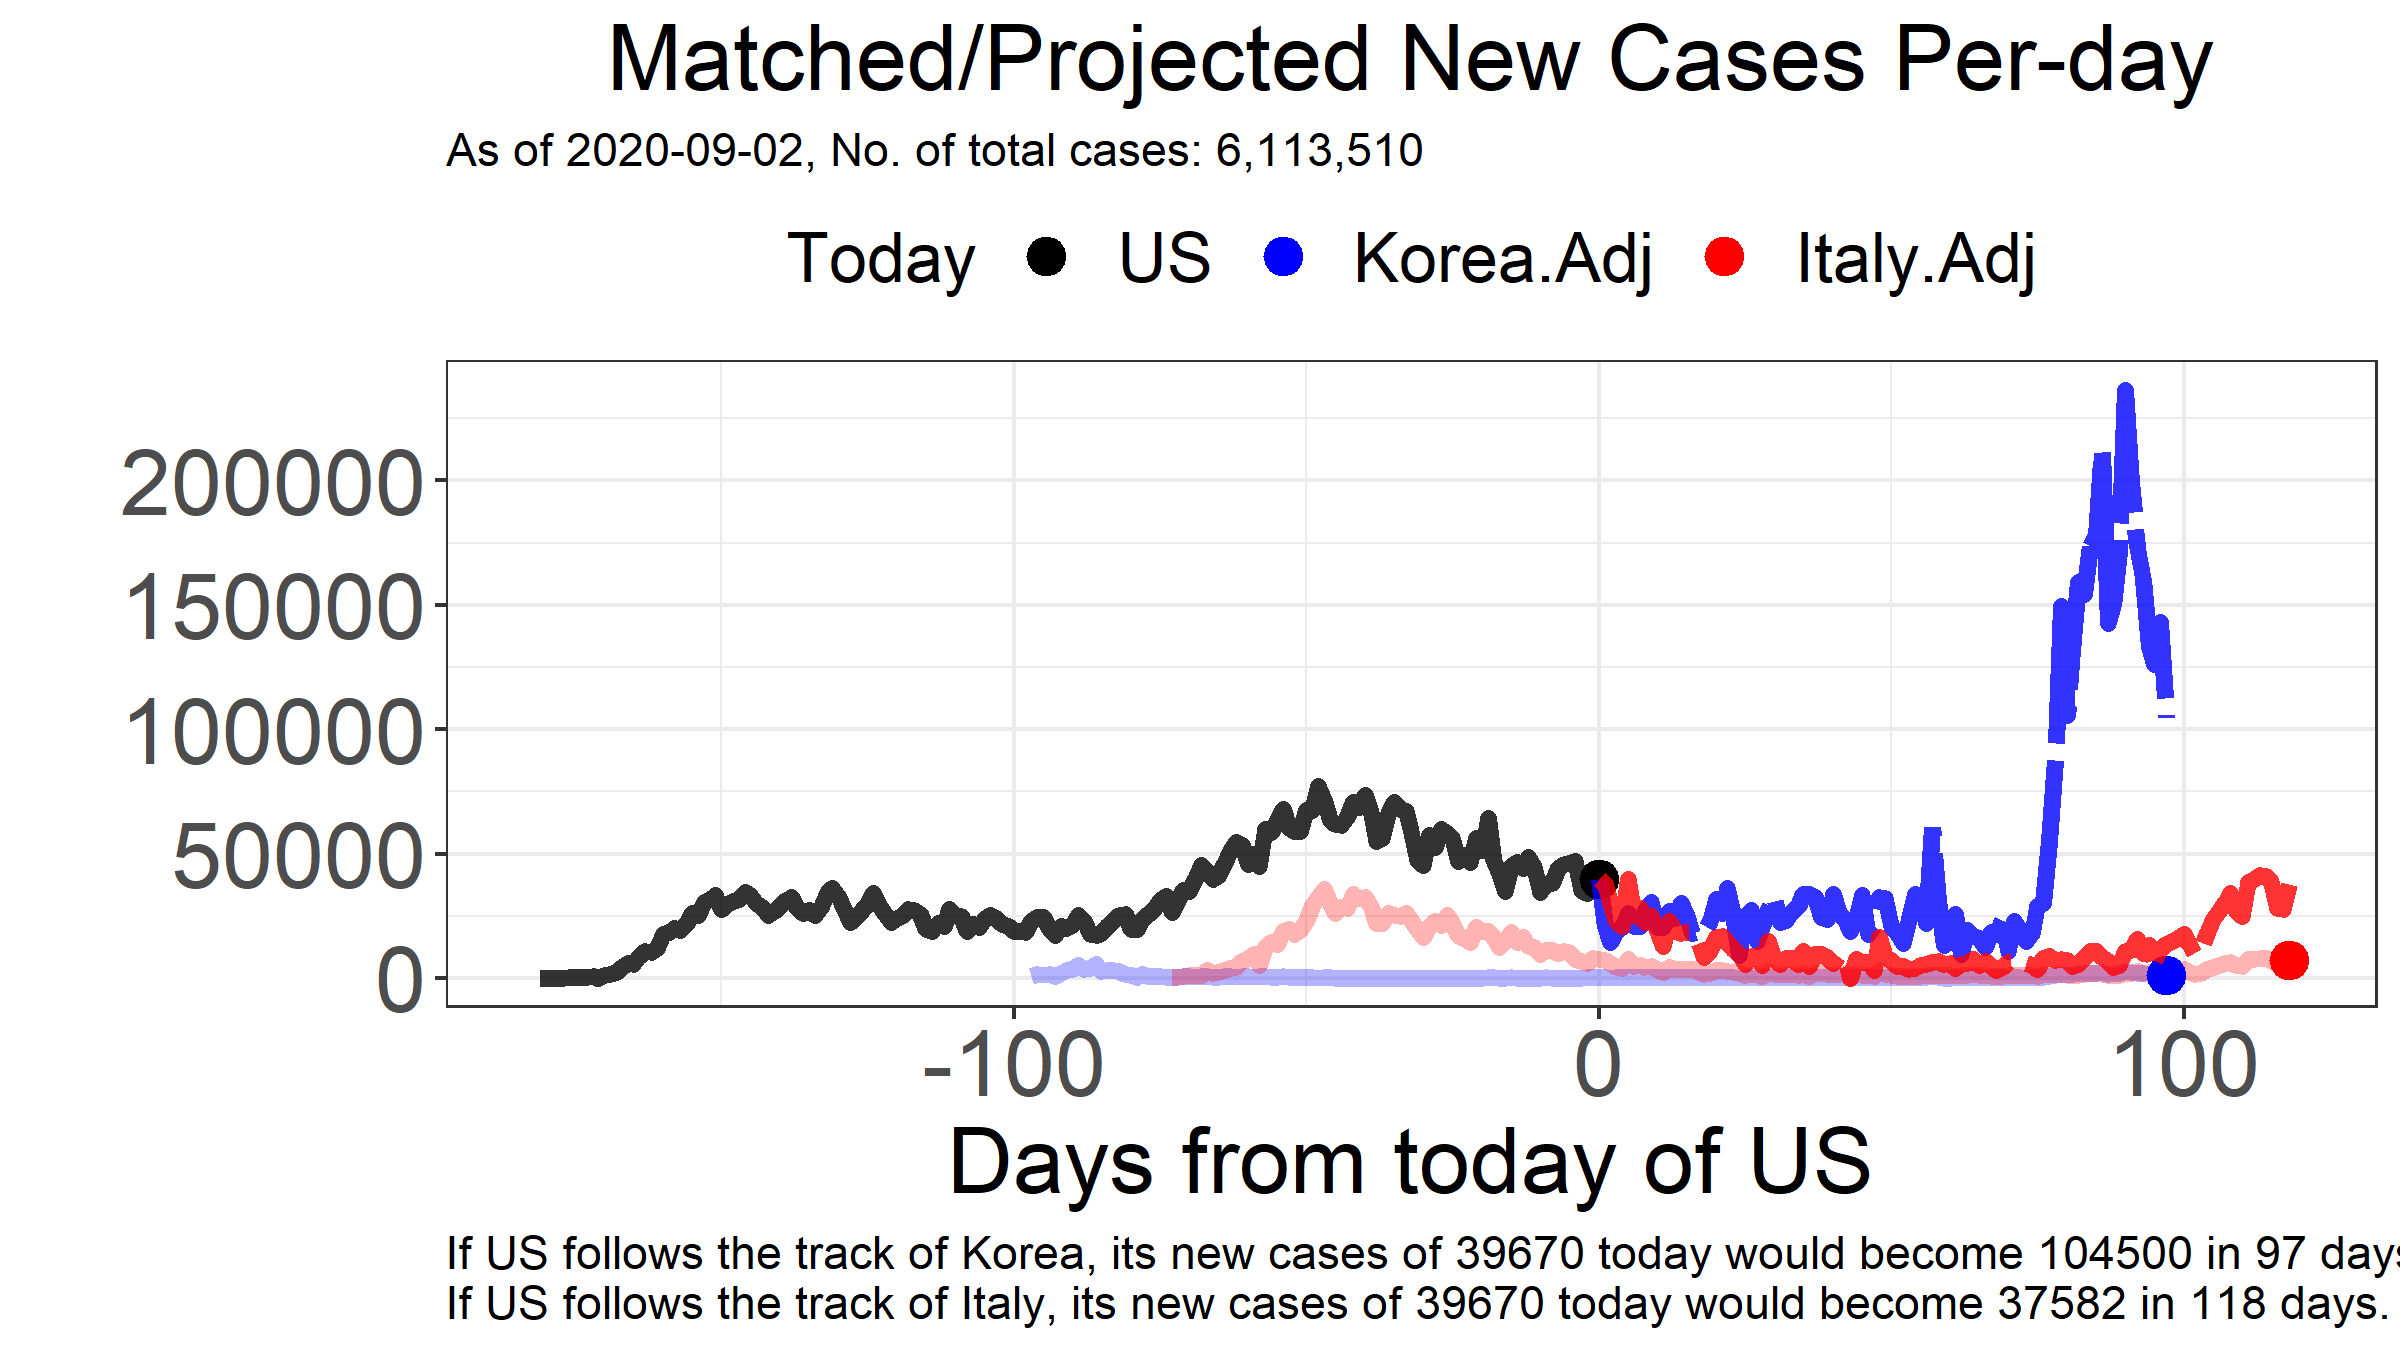 Matched/Projected New Cases Per-day
As of 2020-09-02, No. of total cases: 6,113,510
Today US Korea.Adj Italy.Adj
200000
150000
100000
50000
0
-100 0 100
Days from today of US
If US follows the track of Korea, its new cases of 39670 today would become 104500 in 97 days
If US follows the track of Italy, its new cases of 39670 today would become 37582 in 118 days.